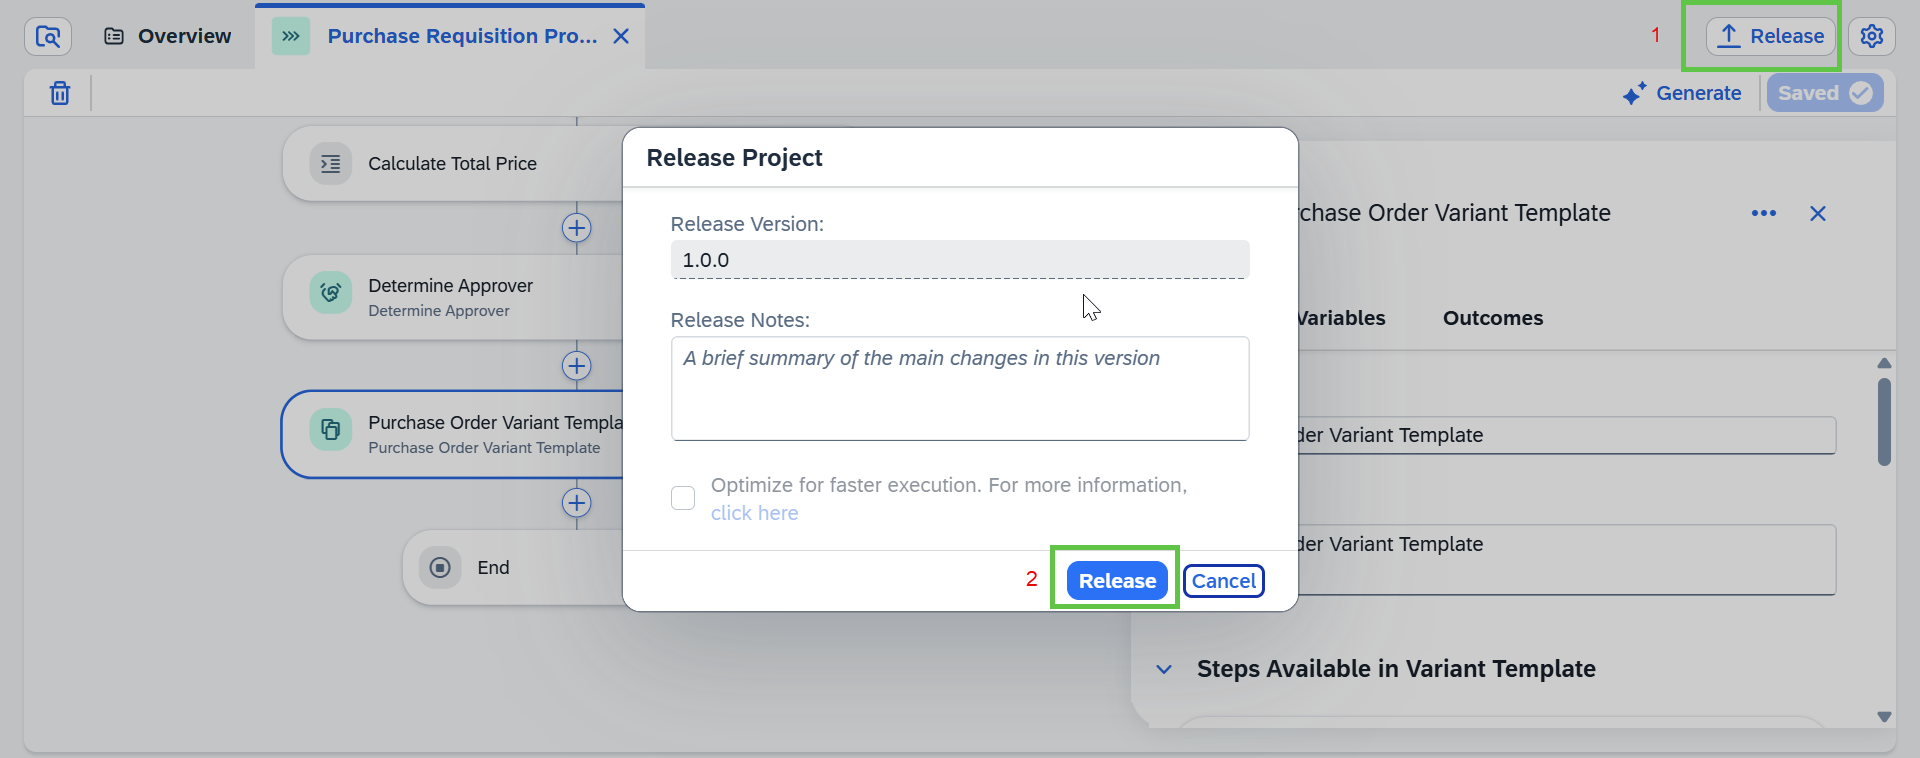 Overview
Purchase Requisition Pro...
1
Release
Generate
Saved
Calculate Total Price
Determine Approver
Determine Approver
Purchase Order Variant Templa
Purchase Order Variant Template
End
Release Project
Release Version:
1.0.0
Release Notes:
A brief summary of the main changes in this version
Optimize for faster execution. For more information,
click here
2
Release
Cancel
rchase Order Variant Template
Variables
Outcomes
der Variant Template
der Variant Template
Steps Available in Variant Template